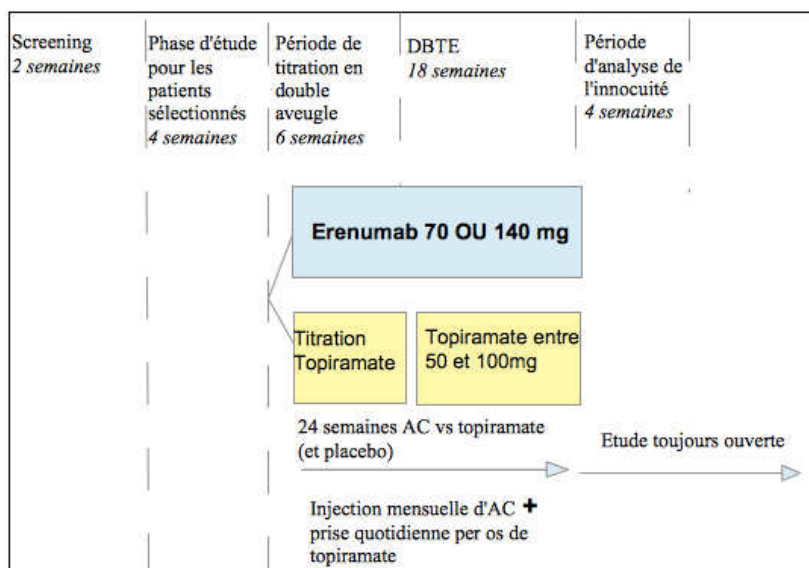 Screening
2 semaines
Phase d'étude
pour les
patients
sélectionnés
4 semaines
Période de
titration en
double
aveugle
6 semaines
DBTE
18 semaines
Période
d'analyse de
l'innocuité
4 semaines
Erenumab 70 OU 140 mg
Titration
Topiramate
Topiramate entre
50 et 100mg
24 semaines AC vs topiramate
(et placebo)
Etude toujours ouverte
Injection mensuelle d'AC +
prise quotidienne per os de
topiramate